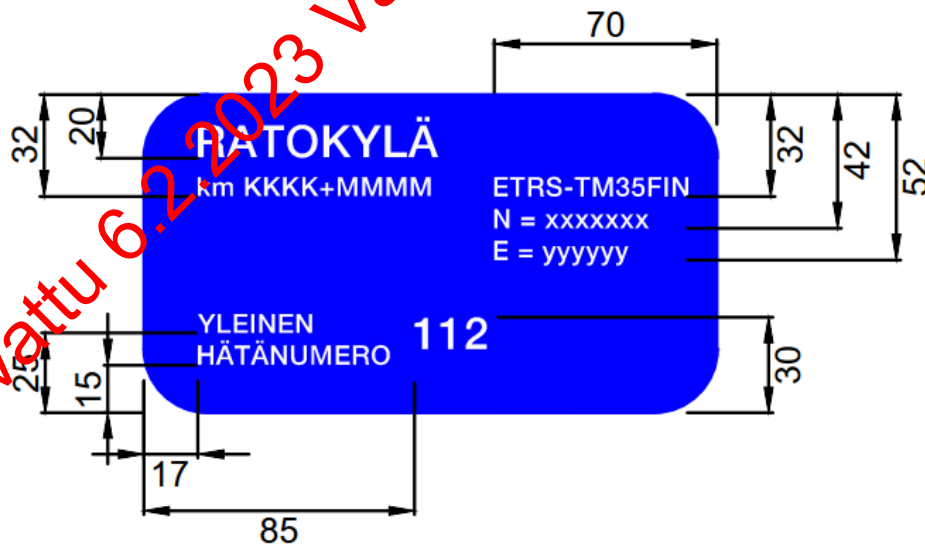 70
32
20
RATOKYLÄ
km KKKK+MMMM
ETRS-TM35FIN
N = xxxxxxx
E = yyyyyy
32
42
52
YLEINEN
HÄTÄNUMERO
112
25
15
30
17
85
6.2.2023